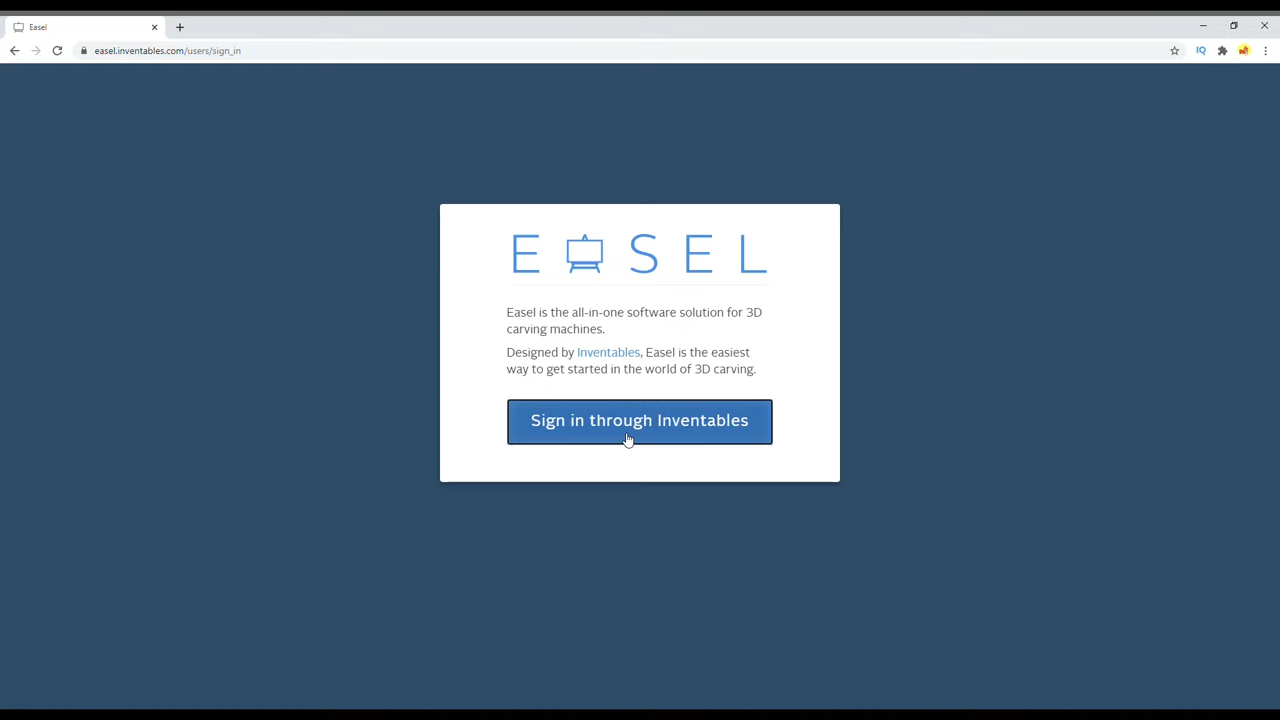 Easel
easel.inventables.com/users/sign_in
IQ
E SEL
Easel is the all-in-one software solution for 3D
carving machines.
Designed by Inventables, Easel is the easiest
way to get started in the world of 3D carving.
Sign in through Inventables